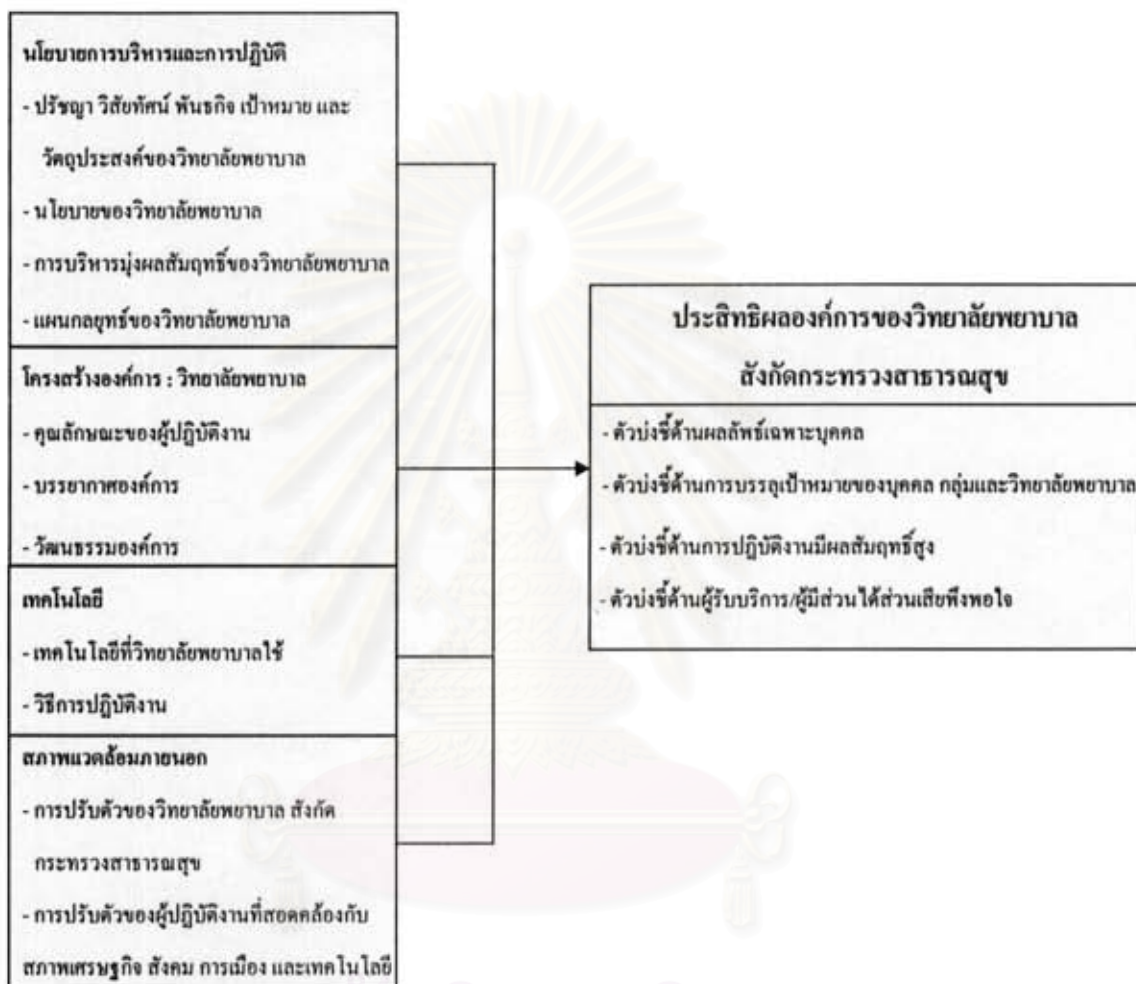 นโยบายการบริหารและการปฏิบัติ
- ปรัชญา วิสัยทัศน์ พันธกิจ เป้าหมาย และ
วัตถุประสงค์ของวิทยาลัยพยาบาล
- นโยบายของวิทยาลัยพยาบาล
- การบริหารมุ่งผลสัมฤทธิ์ของวิทยาลัยพยาบาล
- แผนกลยุทธ์ของวิทยาลัยพยาบาล
โครงสร้างองค์การ : วิทยาลัยพยาบาล
- คุณลักษณะของผู้ปฏิบัติงาน
- บรรยากาศองค์การ
- วัฒนธรรมองค์การ
เทคโนโลยี
- เทคโนโลยีที่วิทยาลัยพยาบาลใช้
- วิธีการปฏิบัติงาน
สภาพแวดล้อมภายนอก
- การปรับตัวของวิทยาลัยพยาบาล สังกัด
กระทรวงสาธารณสุข
- การปรับตัวของผู้ปฏิบัติงานที่สอดคล้องกับ
สภาพเศรษฐกิจ สังคม การเมือง และเทคโนโลยี
ประสิทธิผลองค์การของวิทยาลัยพยาบาล
สังกัดกระทรวงสาธารณสุข
- ตัวบ่งชี้ด้านผลลัพธ์เฉพาะบุคคล
- ตัวบ่งชี้ด้านการบรรลุเป้าหมายของบุคคล กลุ่มและวิทยาลัยพยาบาล
- ตัวบ่งชี้ด้านการปฏิบัติงานมีผลสัมฤทธิ์สูง
- ตัวบ่งชี้ด้านผู้รับบริการ/ผู้มีส่วนได้ส่วนเสียพึงพอใจ